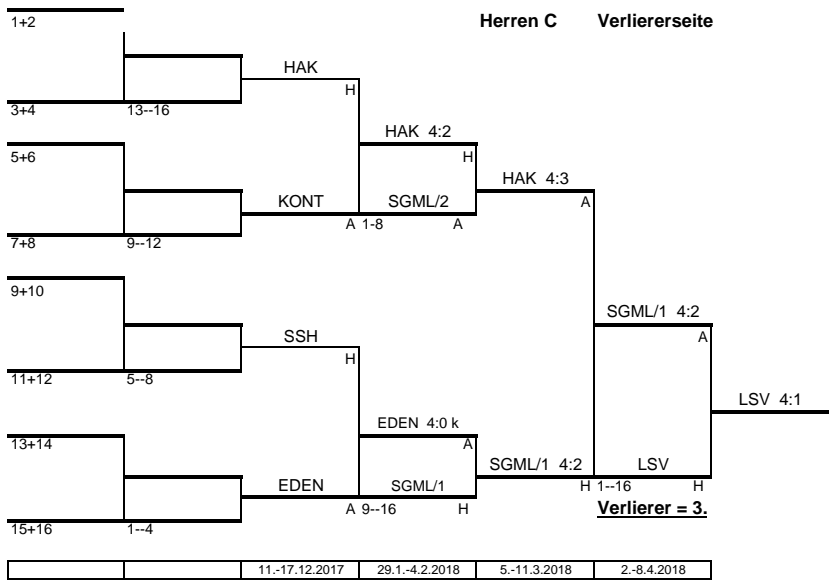 Herren C Verliererseite
1+2
HAK
H
3+4 13--16
HAK 4:2
5+6 H
HAK 4:3
KONT SGML/2 A
A 1-8 A
7+8 9--12
9+10
SGML/1 4:2
SSH A
H
11+12 5--8
LSV 4:1
EDEN 4:0 k
13+14 A
SGML/1 4:2 LSV
EDEN SGML/1 H 1--16 H
A 9--16 H Verlierer = 3.
15+16 1--4
11.-17.12.2017 29.1.-4.2.2018 5.-11.3.2018 2.-8.4.2018